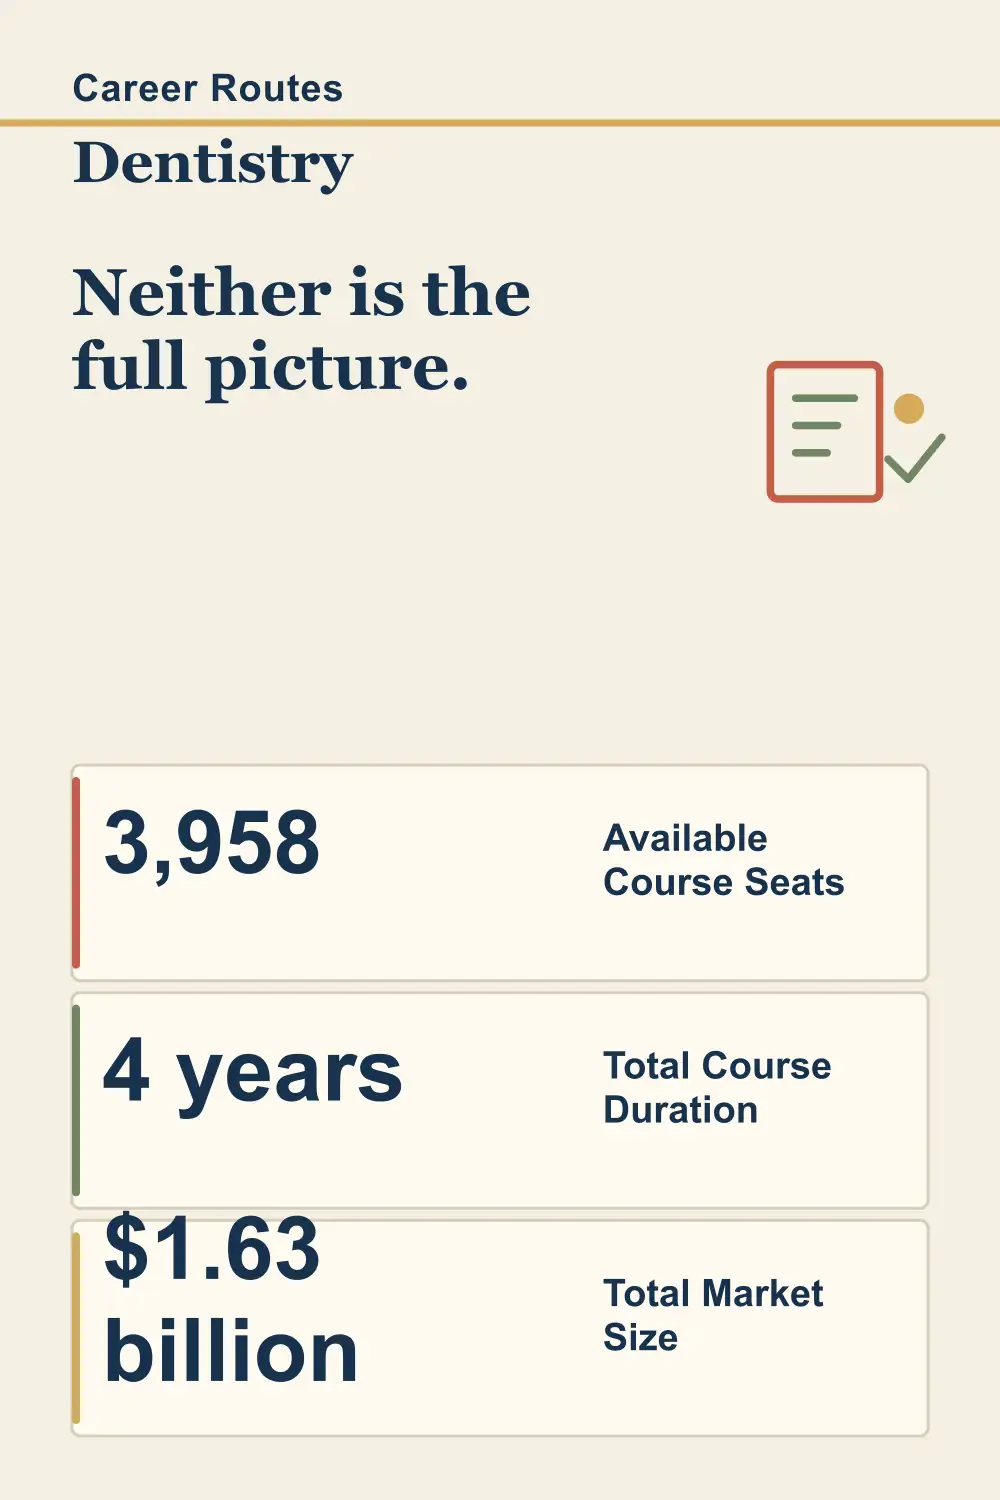 Career Routes
Dentistry
Neither is the
full picture.
3,958
Available
Course Seats
4 years
Total Course
Duration
$1.63
billion
Total Market
Size